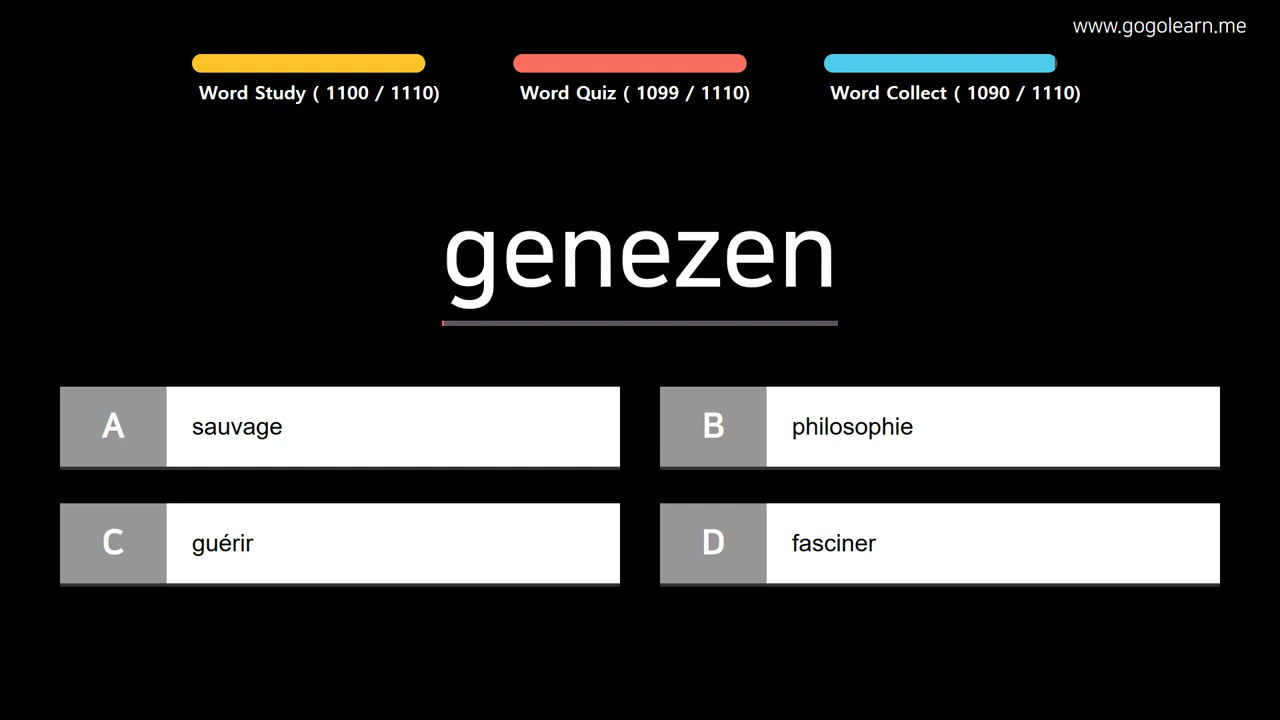 www.gogolearn.me
Word Study ( 1100 / 1110)
Word Quiz ( 1099 / 1110)
Word Collect ( 1090 / 1110)
genezen
A sauvage
B philosophie
C guérir
D fasciner